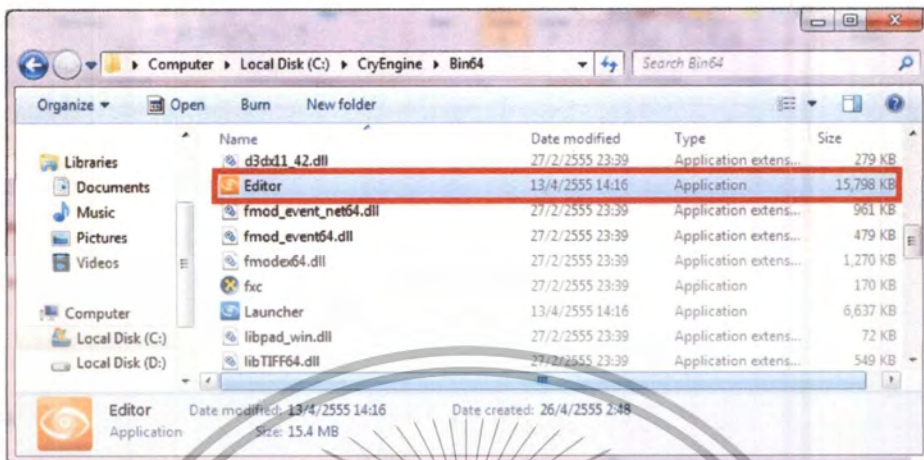 Computer ▸ Local Disk (C:) ▸ CryEngine ▸ Bin64 Search Bin64
Organize Open Burn New folder
Name Date modified Type Size
Libraries
Documents
Music
Pictures
Videos
Computer
Local Disk (C:)
Local Disk (D:)
d3dx11_42.dll 27/2/2555 23:39 Application extens... 279 KB
Editor 13/4/2555 14:16 Application 15,798 KB
fmod_event_net64.dll 27/2/2555 23:39 Application extens... 961 KB
fmod_event64.dll 27/2/2555 23:39 Application extens... 479 KB
fmodex64.dll 27/2/2555 23:39 Application extens... 1,270 KB
fxc 27/2/2555 23:39 Application 170 KB
Launcher 13/4/2555 14:16 Application 6,637 KB
libpad_win.dll 27/2/2555 23:39 Application extens... 72 KB
libTIFF64.dll 27/2/2555 23:39 Application extens... 549 KB
Editor Date modified: 13/4/2555 14:16 Date created: 26/4/2555 2:48
Application Size: 15.4 MB